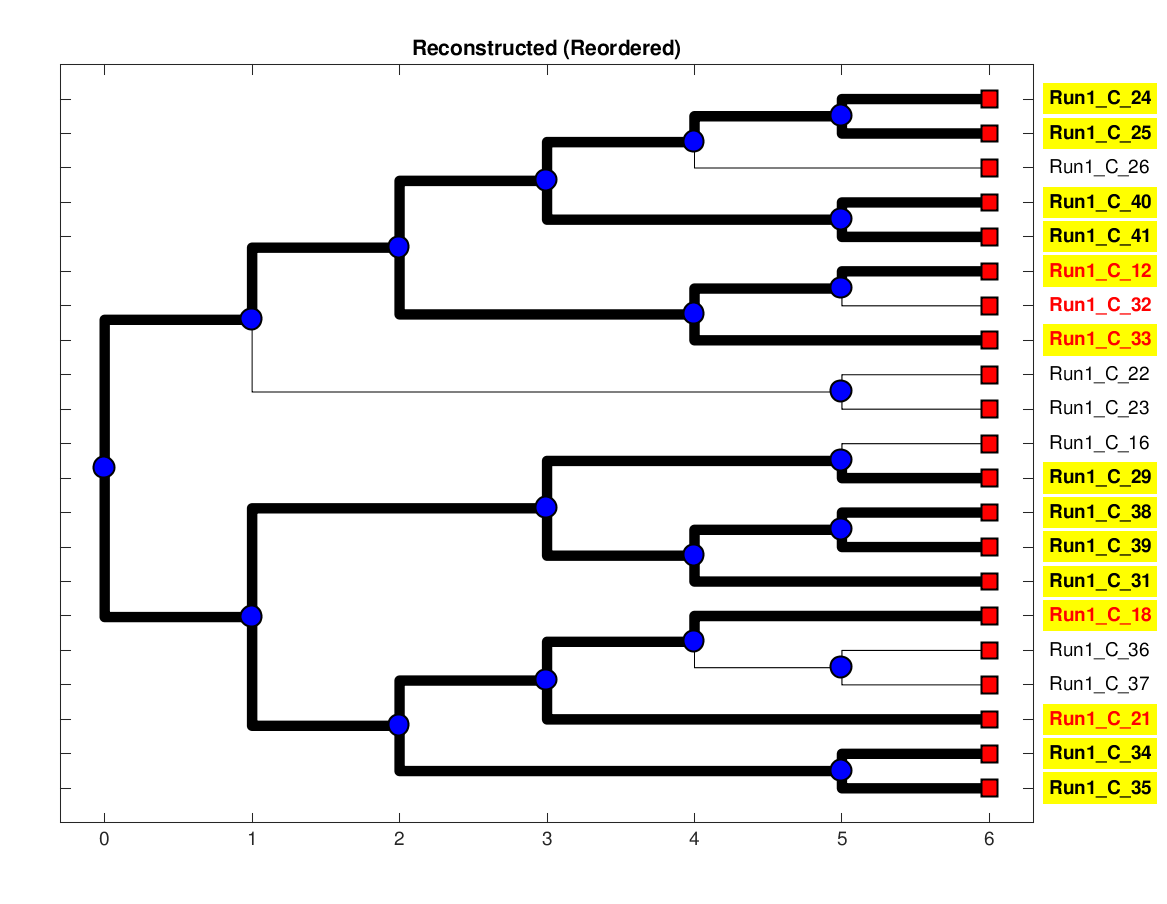 Reconstructed (Reordered)
Run1_C_24
Run1_C_25
Run1_C_26
Run1_C_40
Run1_C_41
Run1_C_12
Run1_C_32
Run1_C_33
Run1_C_22
Run1_C_23
Run1_C_16
Run1_C_29
Run1_C_38
Run1_C_39
Run1_C_31
Run1_C_18
Run1_C_36
Run1_C_37
Run1_C_21
Run1_C_34
Run1_C_35
0 1 2 3 4 5 6